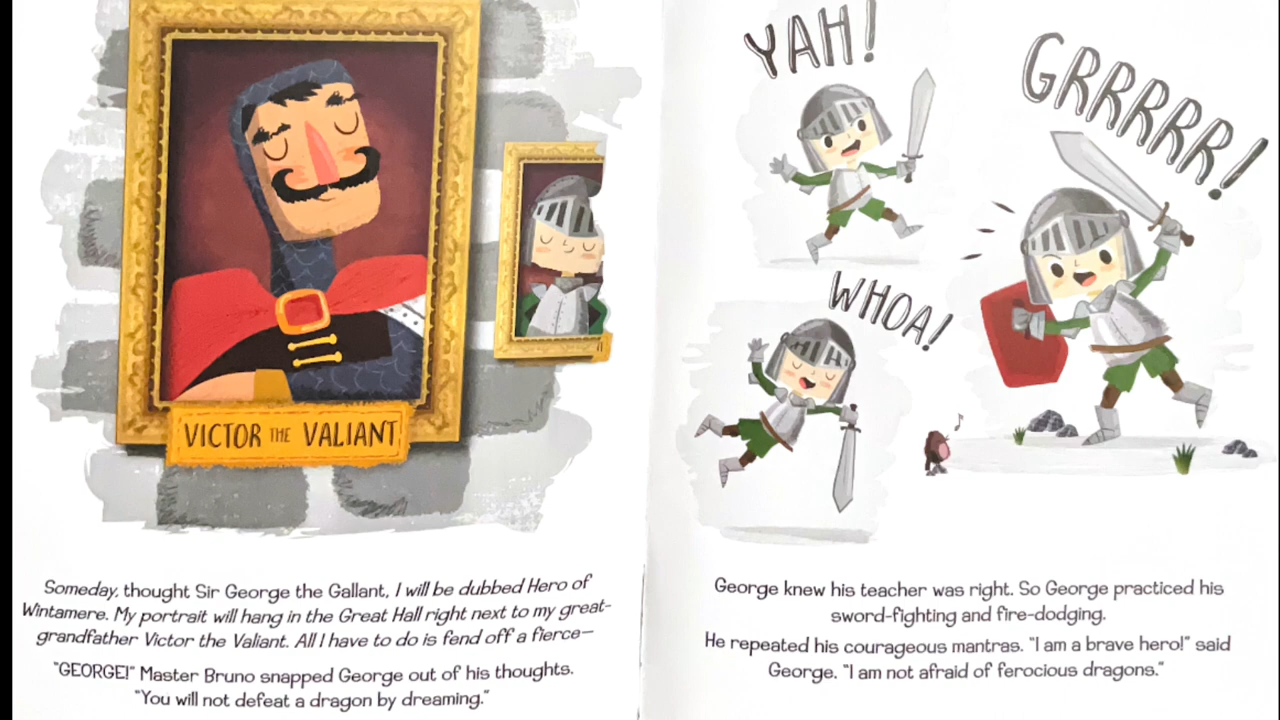 VICTOR THE VALIANT
Someday, thought Sir George the Gallant, I will be dubbed Hero of
Wintamere. My portrait will hang in the Great Hall right next to my great-
grandfather Victor the Valiant. All I have to do is fend off a fierce—
"GEORGE!" Master Bruno snapped George out of his thoughts.
"You will not defeat a dragon by dreaming."
YAH!
GRRRRR!
WHOA!
George knew his teacher was right. So George practiced his
sword-fighting and fire-dodging.
He repeated his courageous mantras. "I am a brave hero!" said
George. "I am not afraid of ferocious dragons."